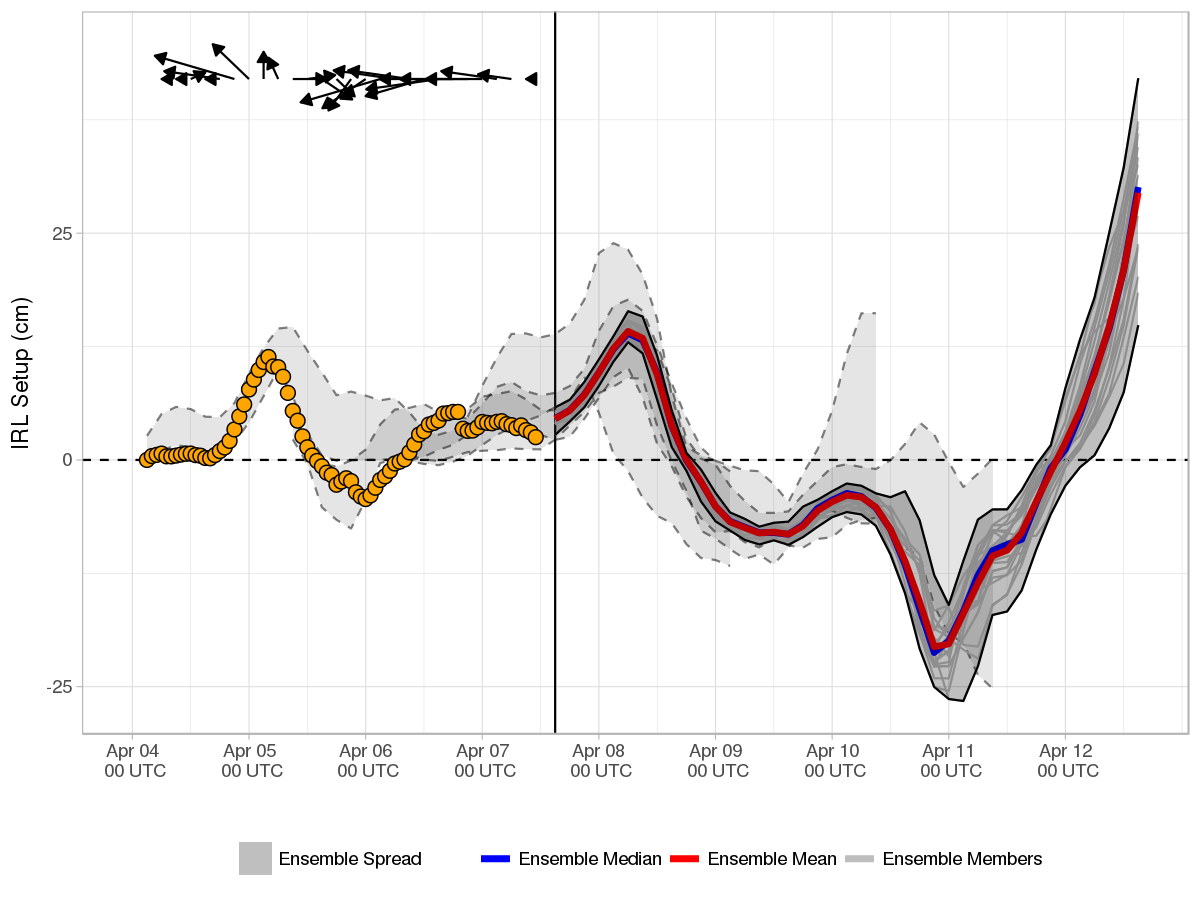 IRL Setup (cm)
25
0
-25
Apr 04 Apr 05 Apr 06 Apr 07 Apr 08 Apr 09 Apr 10 Apr 11 Apr 12
00 UTC 00 UTC 00 UTC 00 UTC 00 UTC 00 UTC 00 UTC 00 UTC 00 UTC
Ensemble Spread Ensemble Median Ensemble Mean Ensemble Members